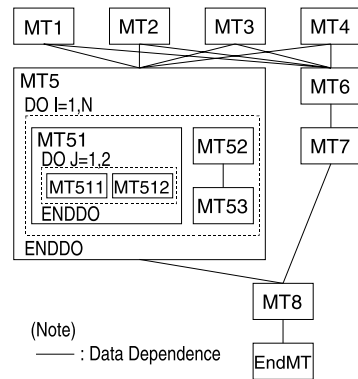 MT1 MT2 MT3 MT4
MT5
DO I=1,N
MT6
MT51
DO J=1,2
MT52
MT7
MT511 MT512
MT53
ENDDO
ENDDO
MT8
(Note)
: Data Dependence
EndMT